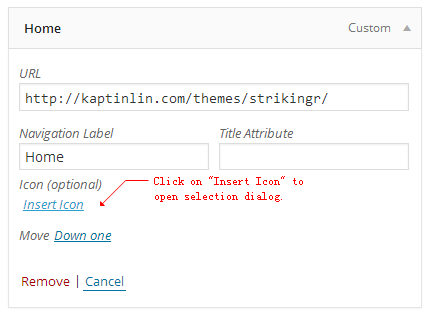 Home Custom
URL
http://kaptinlin.com/themes/strikingr/
Navigation Label Title Attribute
Home
Icon (optional)
Click on "Insert Icon" to
Insert Icon open selection dialog.
Move Down one
Remove | Cancel